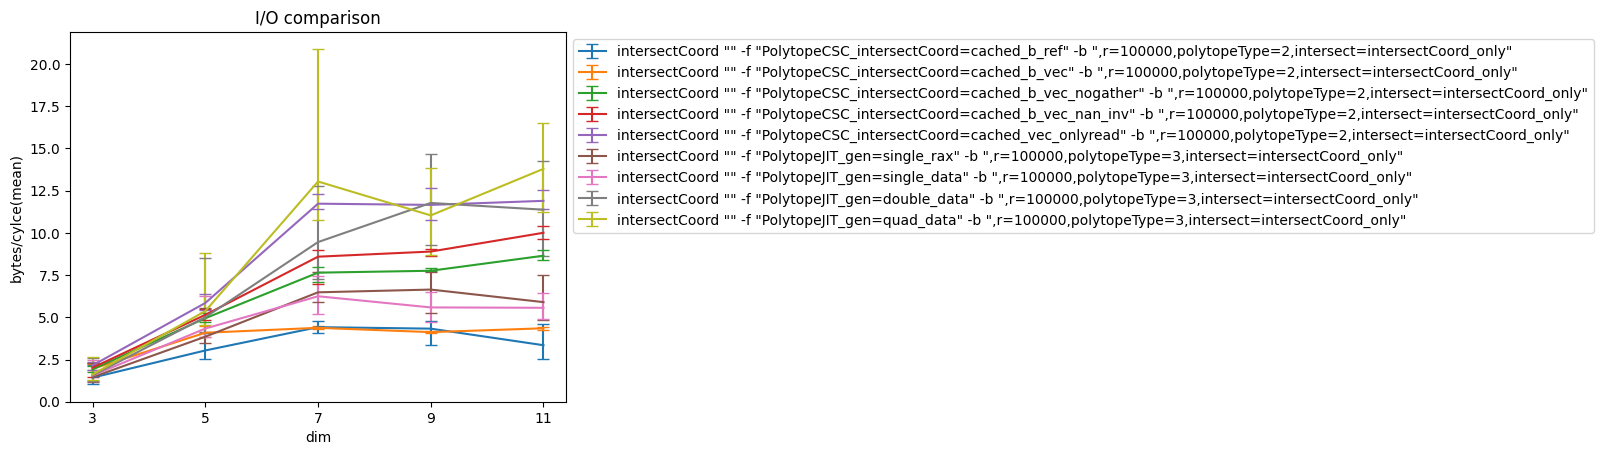 I/O comparison
intersectCoord "" -f "PolytopeCSC_intersectCoord=cached_b_ref" -b ",r=100000,polytopeType=2,intersect=intersectCoord_only"
intersectCoord "" -f "PolytopeCSC_intersectCoord=cached_b_vec" -b ",r=100000,polytopeType=2,intersect=intersectCoord_only"
intersectCoord "" -f "PolytopeCSC_intersectCoord=cached_b_vec_nogather" -b ",r=100000,polytopeType=2,intersect=intersectCoord_only"
intersectCoord "" -f "PolytopeCSC_intersectCoord=cached_b_vec_nan_inv" -b ",r=100000,polytopeType=2,intersect=intersectCoord_only"
intersectCoord "" -f "PolytopeCSC_intersectCoord=cached_vec_onlyread" -b ",r=100000,polytopeType=2,intersect=intersectCoord_only"
intersectCoord "" -f "PolytopeJIT_gen=single_rax" -b ",r=100000,polytopeType=3,intersect=intersectCoord_only"
intersectCoord "" -f "PolytopeJIT_gen=single_data" -b ",r=100000,polytopeType=3,intersect=intersectCoord_only"
intersectCoord "" -f "PolytopeJIT_gen=double_data" -b ",r=100000,polytopeType=3,intersect=intersectCoord_only"
intersectCoord "" -f "PolytopeJIT_gen=quad_data" -b ",r=100000,polytopeType=3,intersect=intersectCoord_only"
bytes/cylce(mean)
20.0
17.5
15.0
12.5
10.0
7.5
5.0
2.5
0.0
3 5 7 9 11
dim